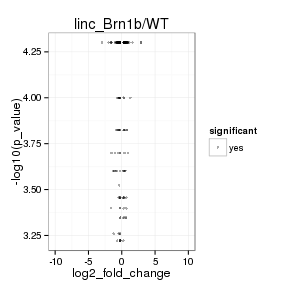 linc_Brn1b/WT
4.25
4.00
3.75
3.50
3.25
-log10(p_value)
-10 -5 0 5 10
log2_fold_change
significant
yes